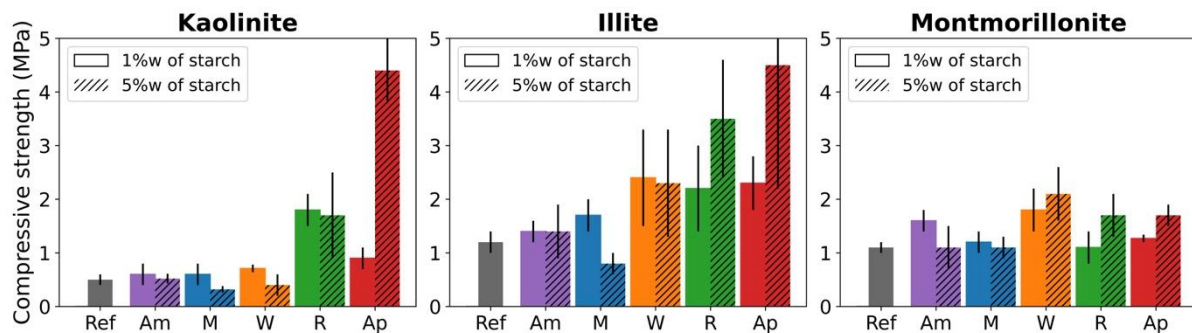 Kaolinite
Illite
Montmorillonite
Compressive strength (MPa)
5
4
3
2
1
0
1%w of starch
5%w of starch
Ref Am M W R Ap
5
4
3
2
1
0
1%w of starch
5%w of starch
Ref Am M W R Ap
5
4
3
2
1
0
1%w of starch
5%w of starch
Ref Am M W R Ap